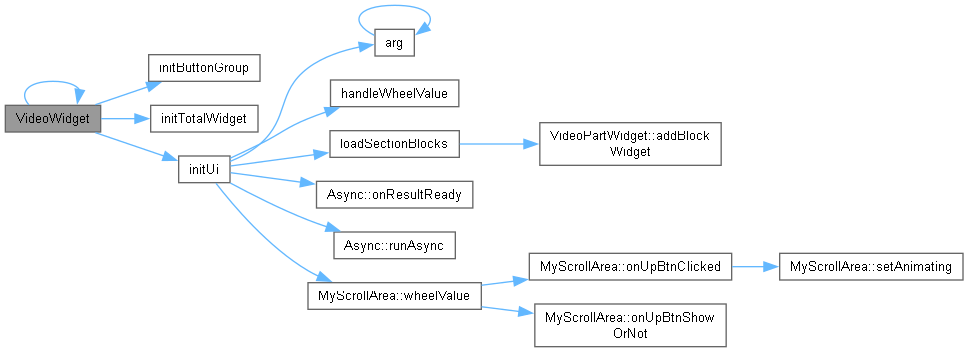 arg
initButtonGroup
handleWheelValue
VideoWidget
initTotalWidget
loadSectionBlocks
VideoPartWidget::addBlock
Widget
initUi
Async::onResultReady
Async::runAsync
MyScrollArea::onUpBtnClicked
MyScrollArea::setAnimating
MyScrollArea::wheelValue
MyScrollArea::onUpBtnShow
OrNot